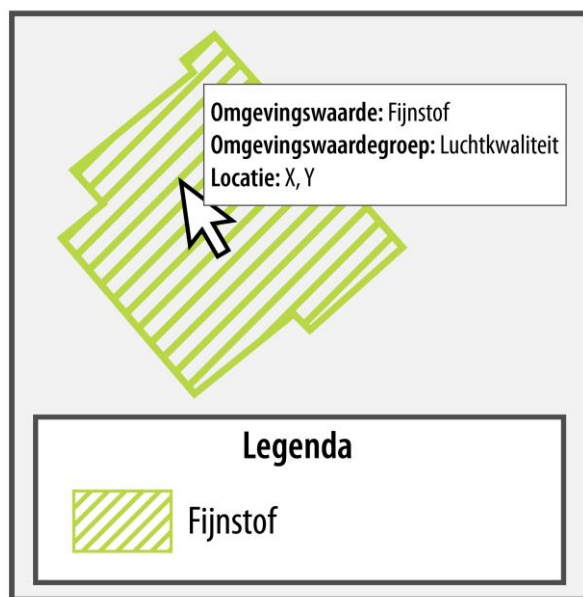 Omgevingswaarde: Fijnstof
Omgevingswaardegroep: Luchtkwaliteit
Locatie: X, Y
Legenda
Fijnstof